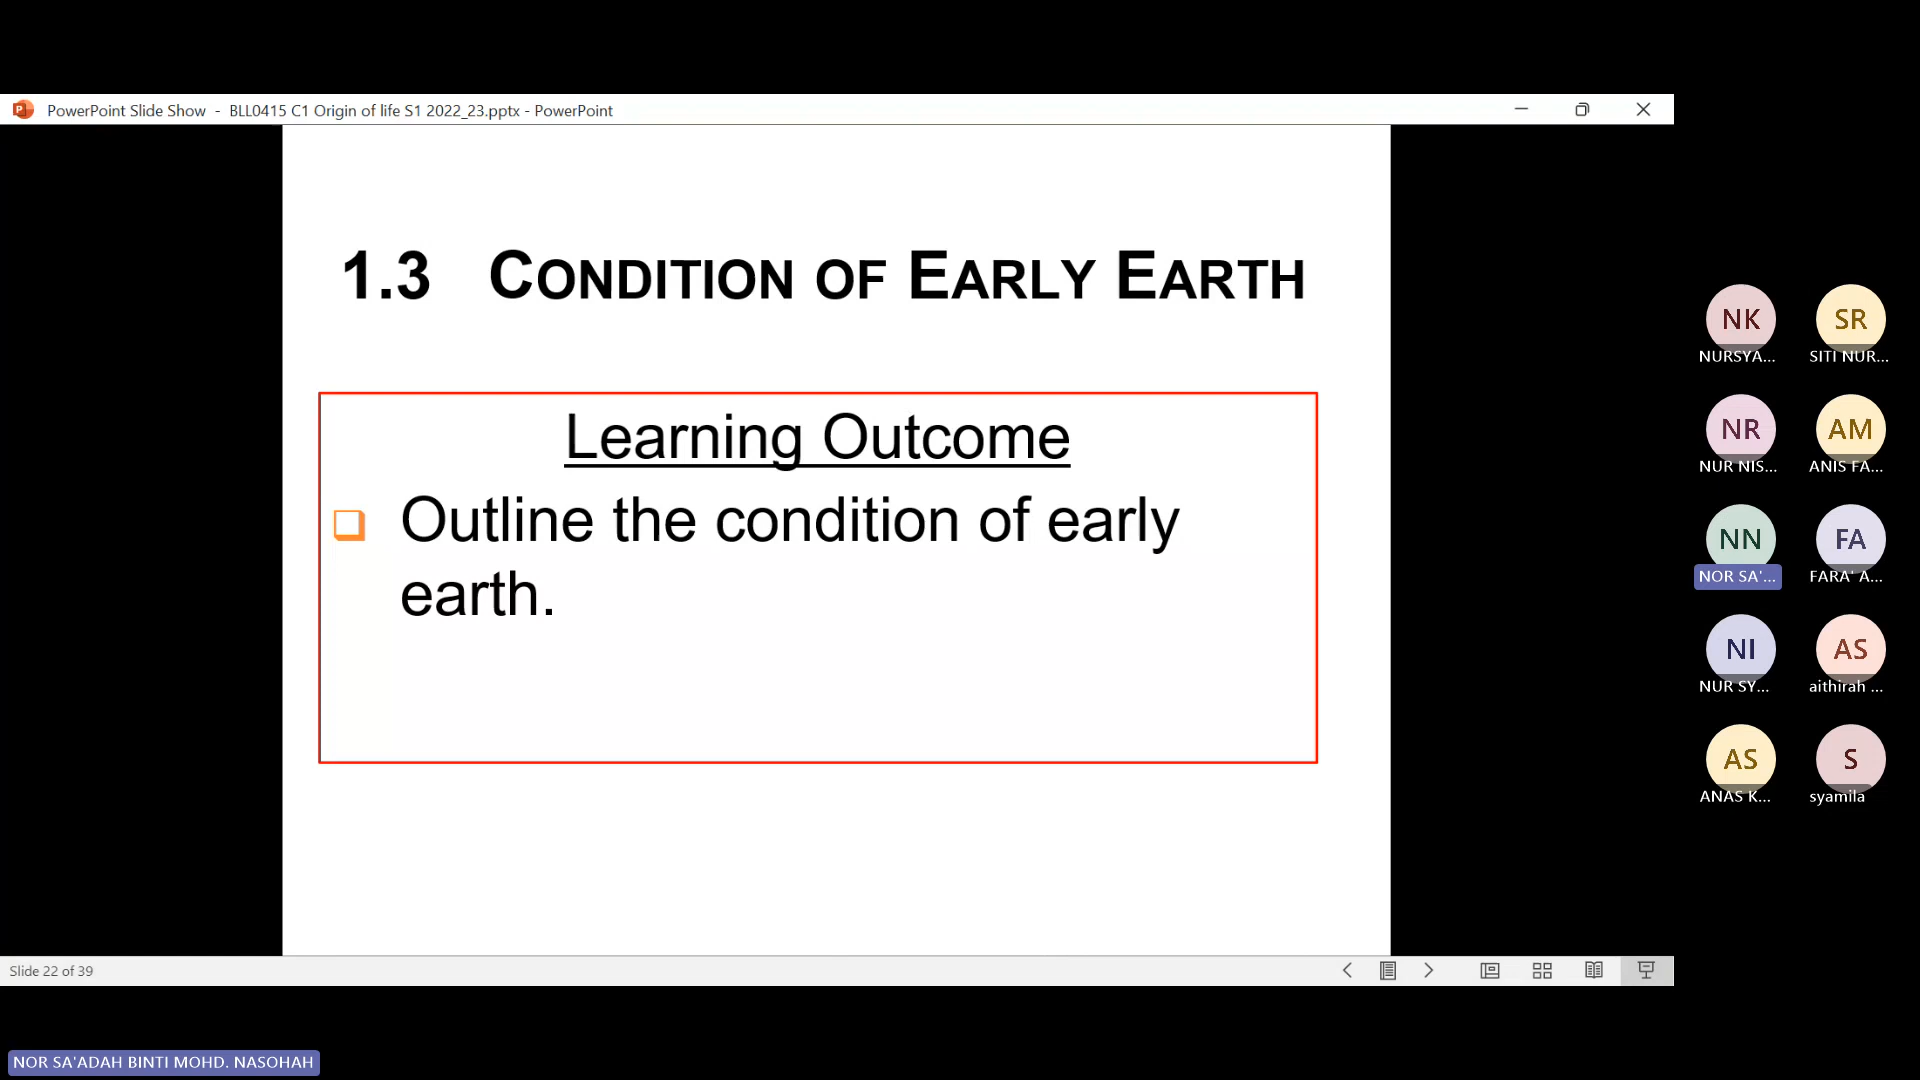 PowerPoint Slide Show - BLL0415 C1 Origin of life S1 2022_23.pptx - PowerPoint
1.3 CONDITION OF EARLY EARTH
Learning Outcome
Outline the condition of early
earth.
NK
NURSYA...
SR
SITI NUR...
NR
NUR NIS...
AM
ANIS FA...
NN
NOR SA'...
FA
FARA' A...
NI
NUR SY...
AS
aithirah ...
AS
ANAS K...
S
syamila
Slide 22 of 39
NOR SA'ADAH BINTI MOHD. NASOHAH